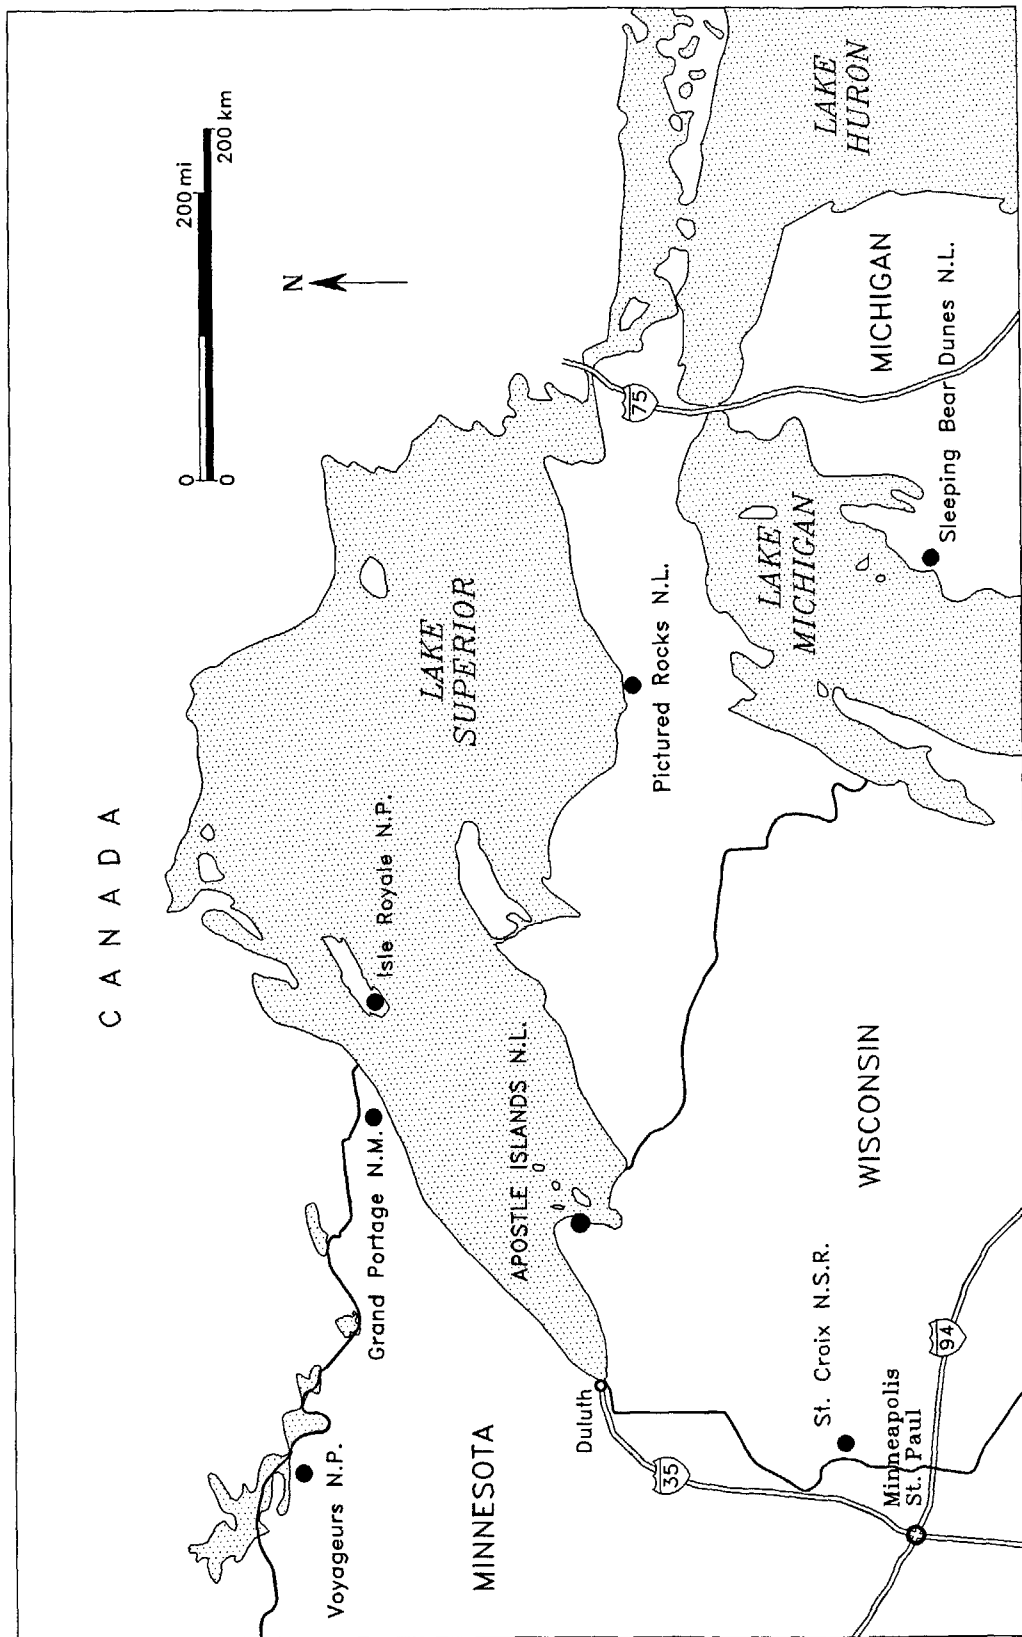 CANADA
0
200 mi
0
200 km
N
LAKE
SUPERIOR
LAKE
HURON
LAKE
MICHIGAN
Voyageurs N.P.
Grand Portage N.M.
Isle Royale N.P.
APOSTLE ISLANDS N.L.
Pictured Rocks N.L.
Sleeping Bear Dunes N.L.
St. Croix N.S.R.
MINNESOTA
WISCONSIN
MICHIGAN
Duluth
Minneapolis
St. Paul
35
94
75